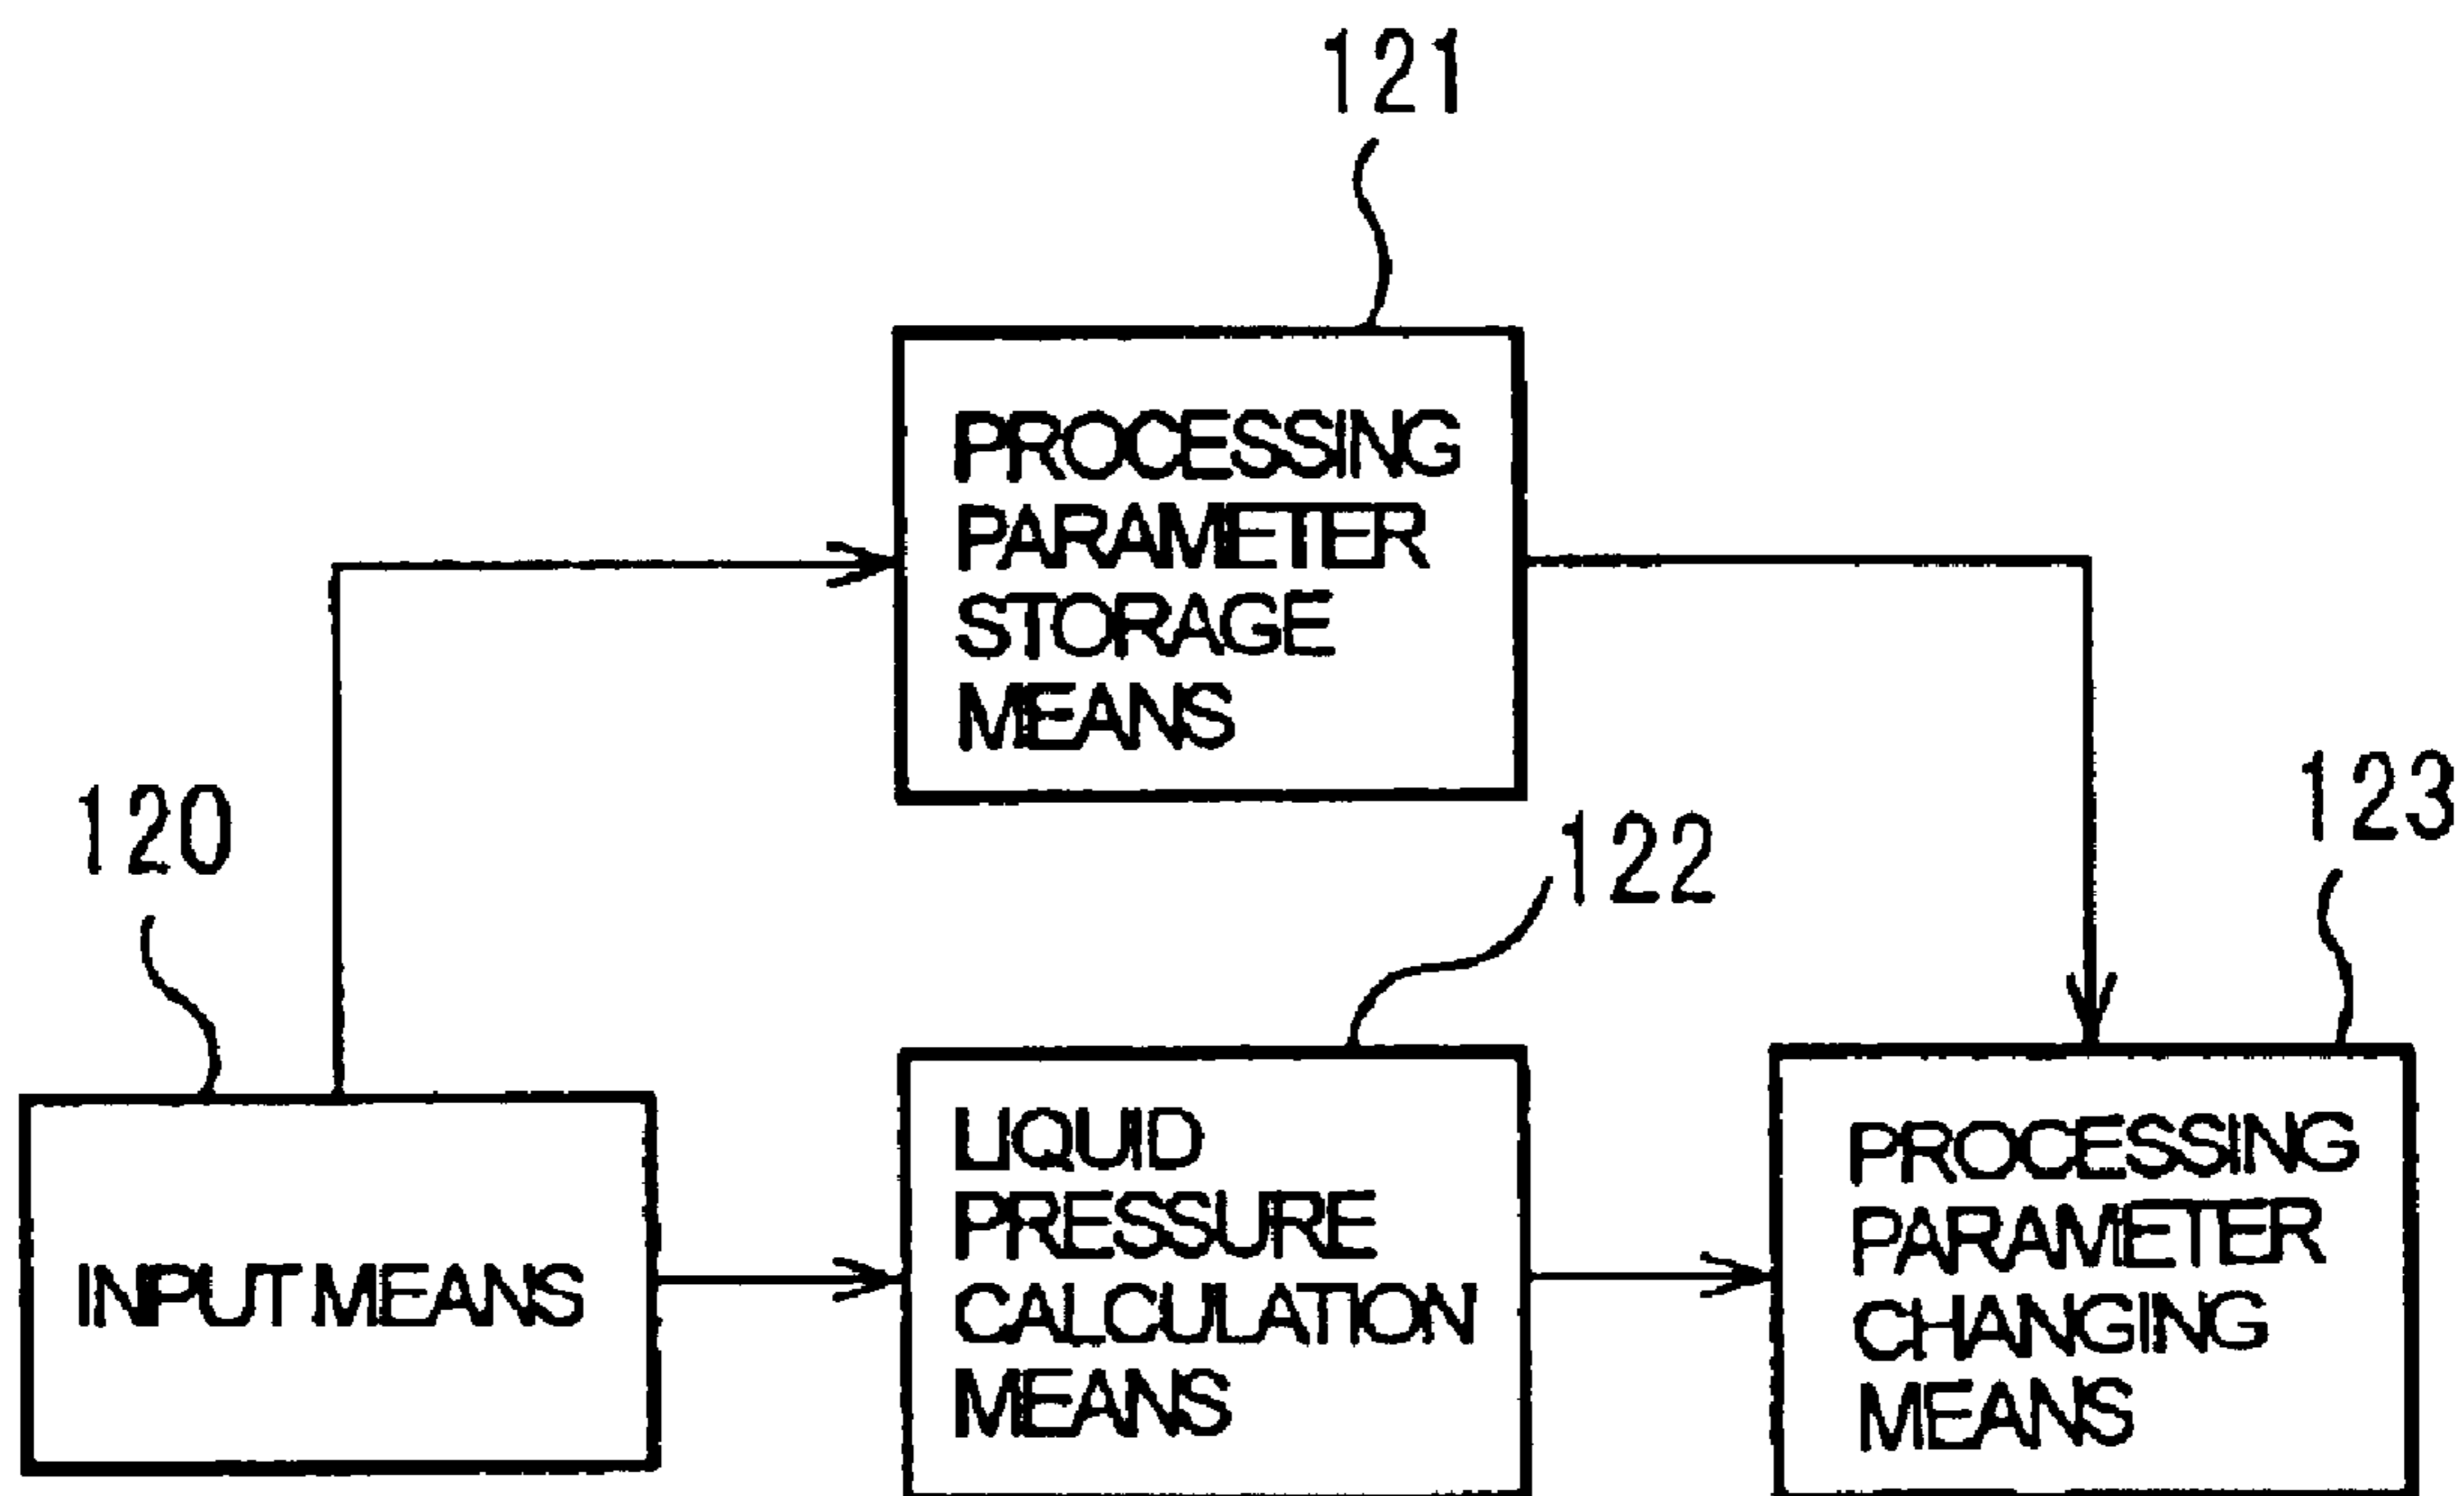 121
PROCESSING
PARAMETER
STORAGE
MEANS
120
122
123
INPUT MEANS
LIQUID
PRESSURE
CALCULATION
MEANS
PROCESSING
PARAMETER
CHANGING
MEANS